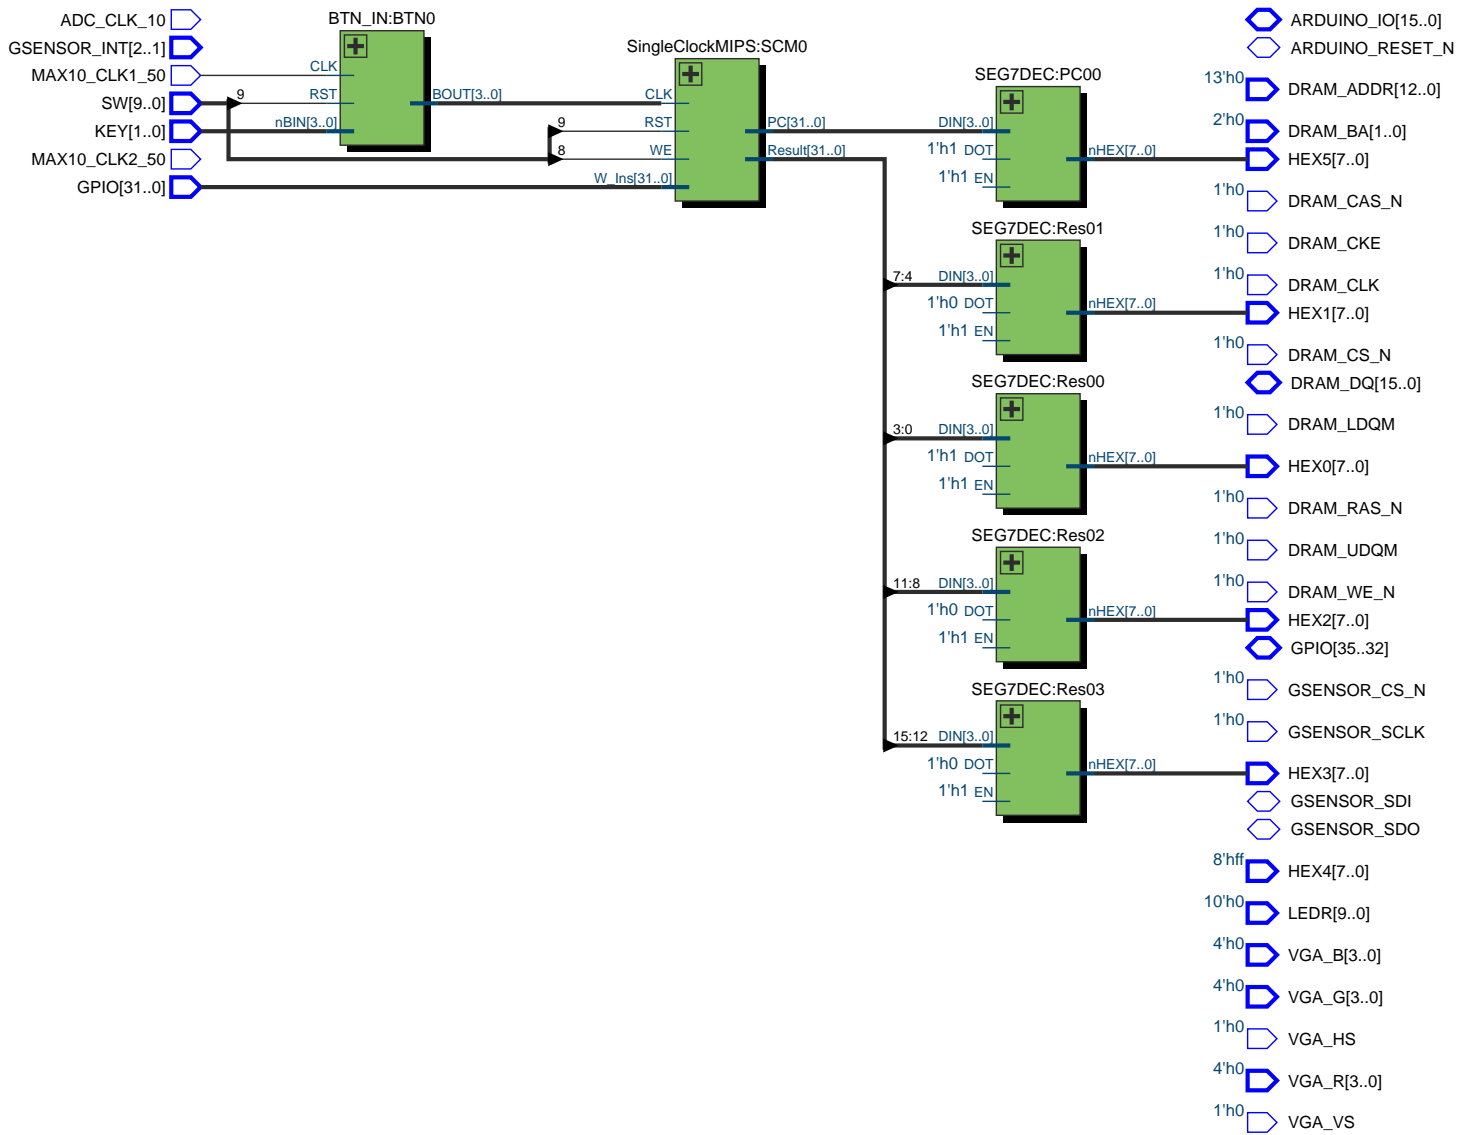 ADC_CLK_10
GSENSOR_INT[2..1]
MAX10_CLK1_50
SW[9..0]
KEY[1..0]
MAX10_CLK2_50
GPIO[31..0]
9
BTN_IN:BTN0
CLK
RST
nBIN[3..0]
BOUT[3..0]
9
8
SingleClockMIPS:SCM0
CLK
RST
WE
W_Ins[31..0]
PC[31..0]
Result[31..0]
SEG7DEC:PC00
DIN[3..0]
1'h1 DOT
1'h1 EN
nHEX[7..0]
SEG7DEC:Res01
7:4 DIN[3..0]
1'h0 DOT
1'h1 EN
nHEX[7..0]
SEG7DEC:Res00
3:0 DIN[3..0]
1'h1 DOT
1'h1 EN
nHEX[7..0]
SEG7DEC:Res02
11:8 DIN[3..0]
1'h0 DOT
1'h1 EN
nHEX[7..0]
SEG7DEC:Res03
15:12 DIN[3..0]
1'h0 DOT
1'h1 EN
nHEX[7..0]
ARDUINO_IO[15..0]
ARDUINO_RESET_N
13'h0 DRAM_ADDR[12..0]
2'h0 DRAM_BA[1..0]
HEX5[7..0]
1'h0 DRAM_CAS_N
1'h0 DRAM_CKE
1'h0 DRAM_CLK
HEX1[7..0]
1'h0 DRAM_CS_N
DRAM_DQ[15..0]
1'h0 DRAM_LDQM
HEX0[7..0]
1'h0 DRAM_RAS_N
1'h0 DRAM_UDQM
1'h0 DRAM_WE_N
HEX2[7..0]
GPIO[35..32]
1'h0 GSENSOR_CS_N
1'h0 GSENSOR_SCLK
HEX3[7..0]
GSENSOR_SDI
GSENSOR_SDO
8'hff HEX4[7..0]
10'h0 LEDR[9..0]
4'h0 VGA_B[3..0]
4'h0 VGA_G[3..0]
1'h0 VGA_HS
4'h0 VGA_R[3..0]
1'h0 VGA_VS